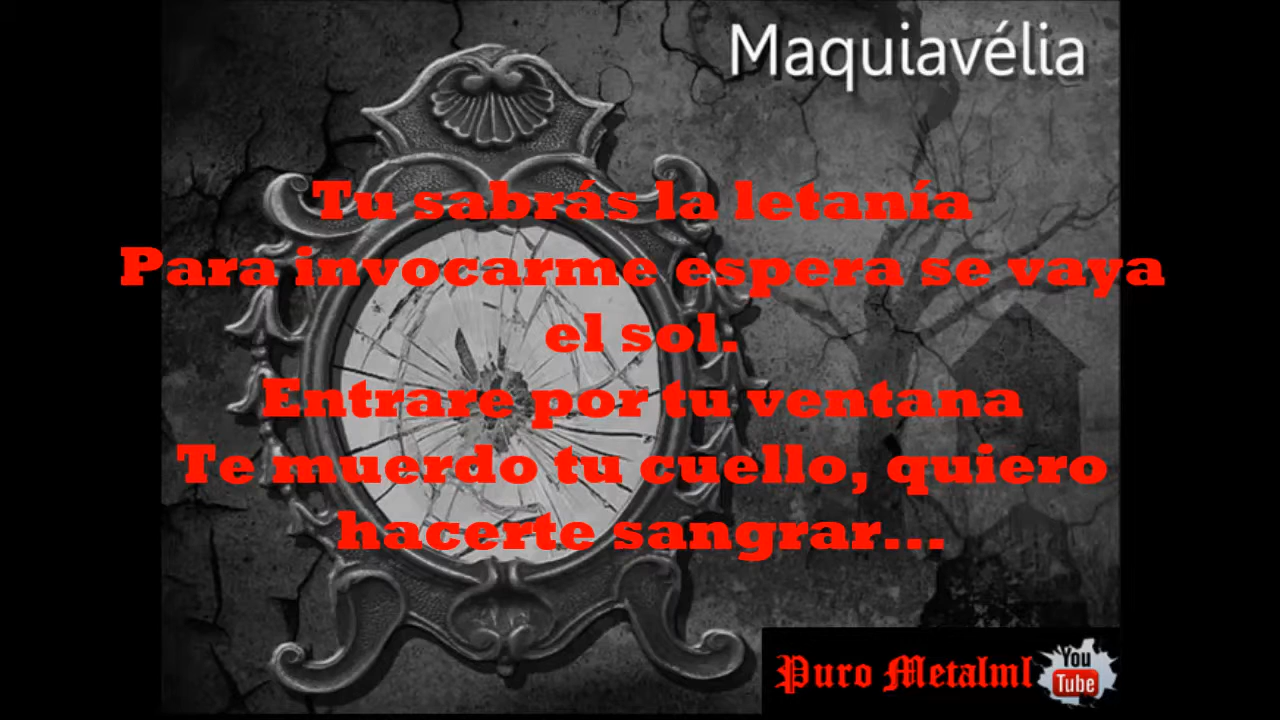 Maquiavélia
Tu sabrás la letanía
Para invocarme espera se vaya
el sol.
Entrare por tu ventana
Te muerdo tu cuello, quiero
hacerte sangrar...
Puro Metalml
You
Tube